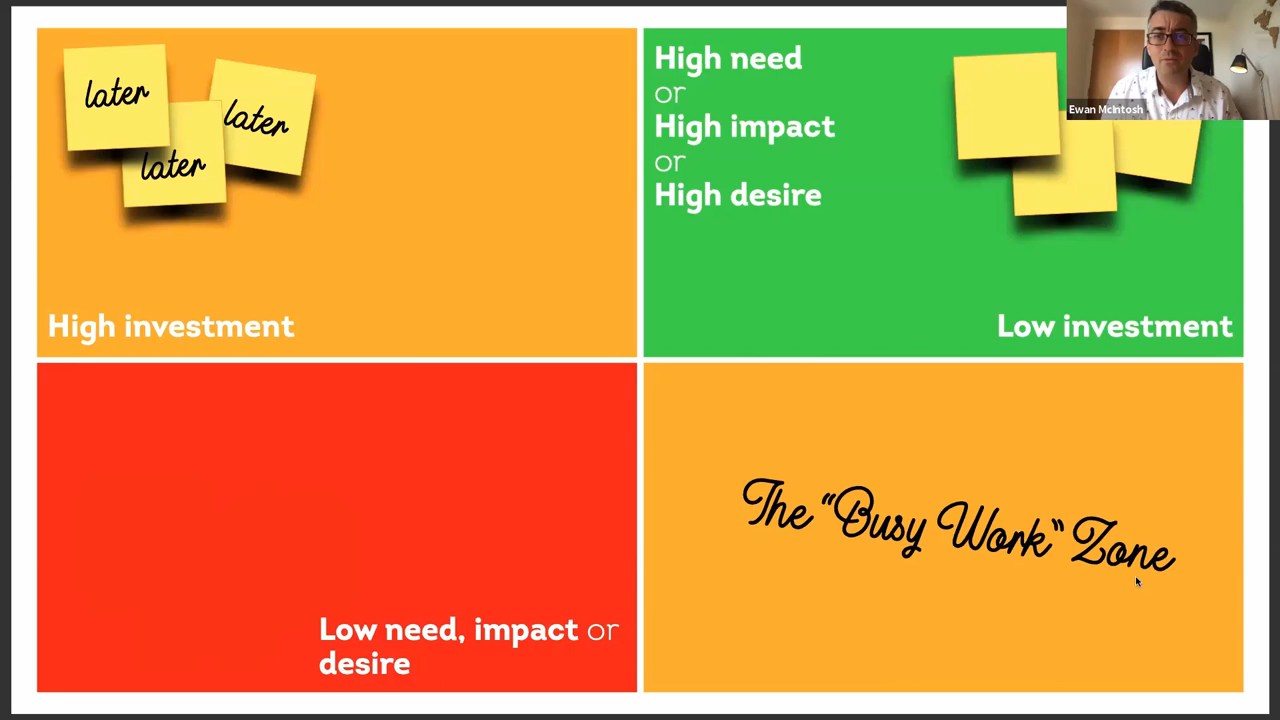 later
later
later
High investment
High need
or
High impact
or
High desire
Low investment
Ewan McIntosh
Low need, impact or
desire
The "Busy Work" Zone